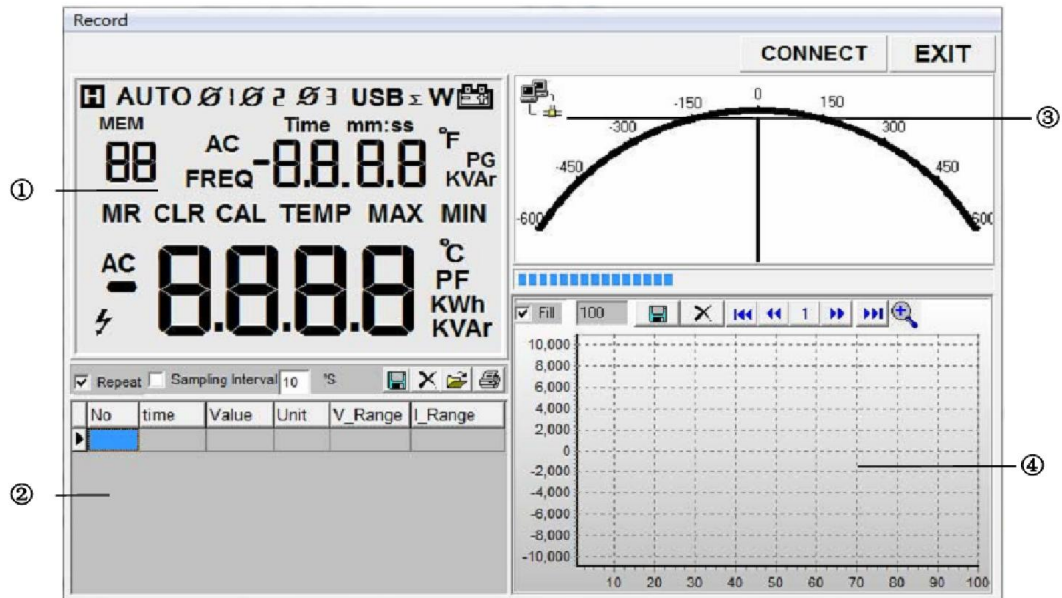 Record
CONNECT EXIT
H AUTO Ø1Ø2Ø3 USB Σ W
MEM Time mm:ss °F
88 AC -8.8.8.8 PG
FREQ KVAr
MR CLR CAL TEMP MAX MIN
AC -8.8.8.8 °C
PF
KWh
KVAr
①
Repeat Sampling Interval 10 'S
No time Value Unit V_Range I_Range
②
-600 -450 -300 -150 0 150 300 450 600
③
Fill 100 1
10,000
8,000
6,000
4,000
2,000
0
-2,000
-4,000
-6,000
-8,000
-10,000
10 20 30 40 50 60 70 80 90 100
④